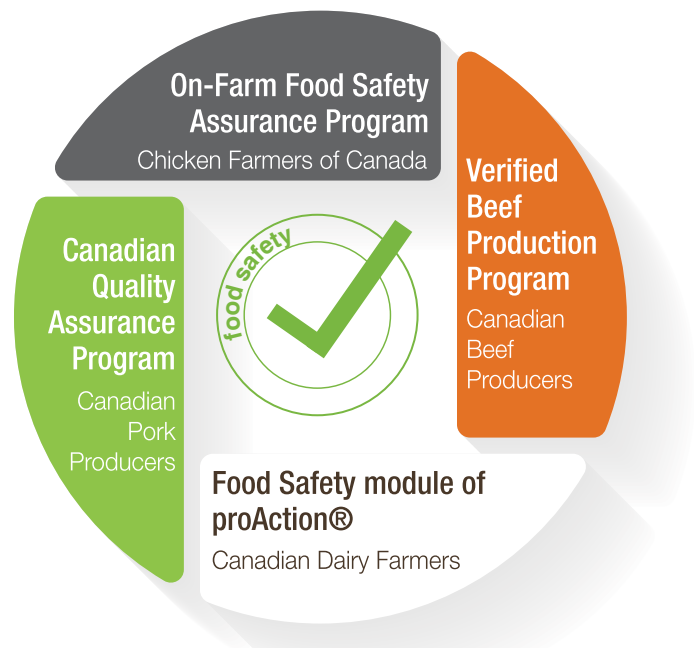 On-Farm Food Safety
Assurance Program
Chicken Farmers of Canada
Verified
Beef
Production
Program
Canadian
Beef
Producers
Canadian
Quality
Assurance
Program
Canadian
Pork
Producers
food safety
Food Safety module of
proAction®
Canadian Dairy Farmers